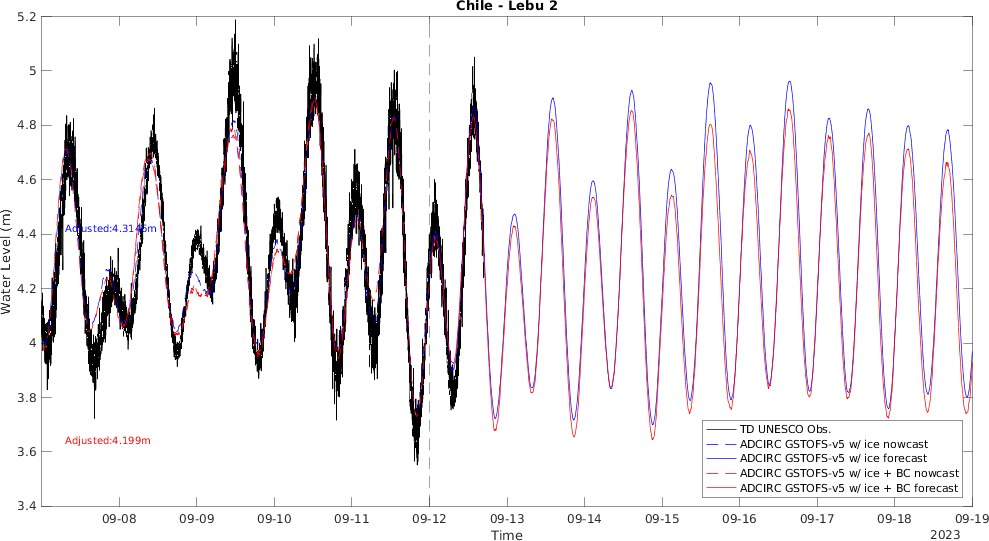 Chile - Lebu 2
5.2
5
4.8
4.6
4.4
4.2
4
3.8
3.6
3.4
Water Level (m)
Adjusted:4.3146m
Adjusted:4.199m
TD UNESCO Obs.
ADCIRC GSTOFS-v5 w/ ice nowcast
ADCIRC GSTOFS-v5 w/ ice forecast
ADCIRC GSTOFS-v5 w/ ice + BC nowcast
ADCIRC GSTOFS-v5 w/ ice + BC forecast
09-08 09-09 09-10 09-11 09-12 09-13 09-14 09-15 09-16 09-17 09-18 09-19
Time
2023